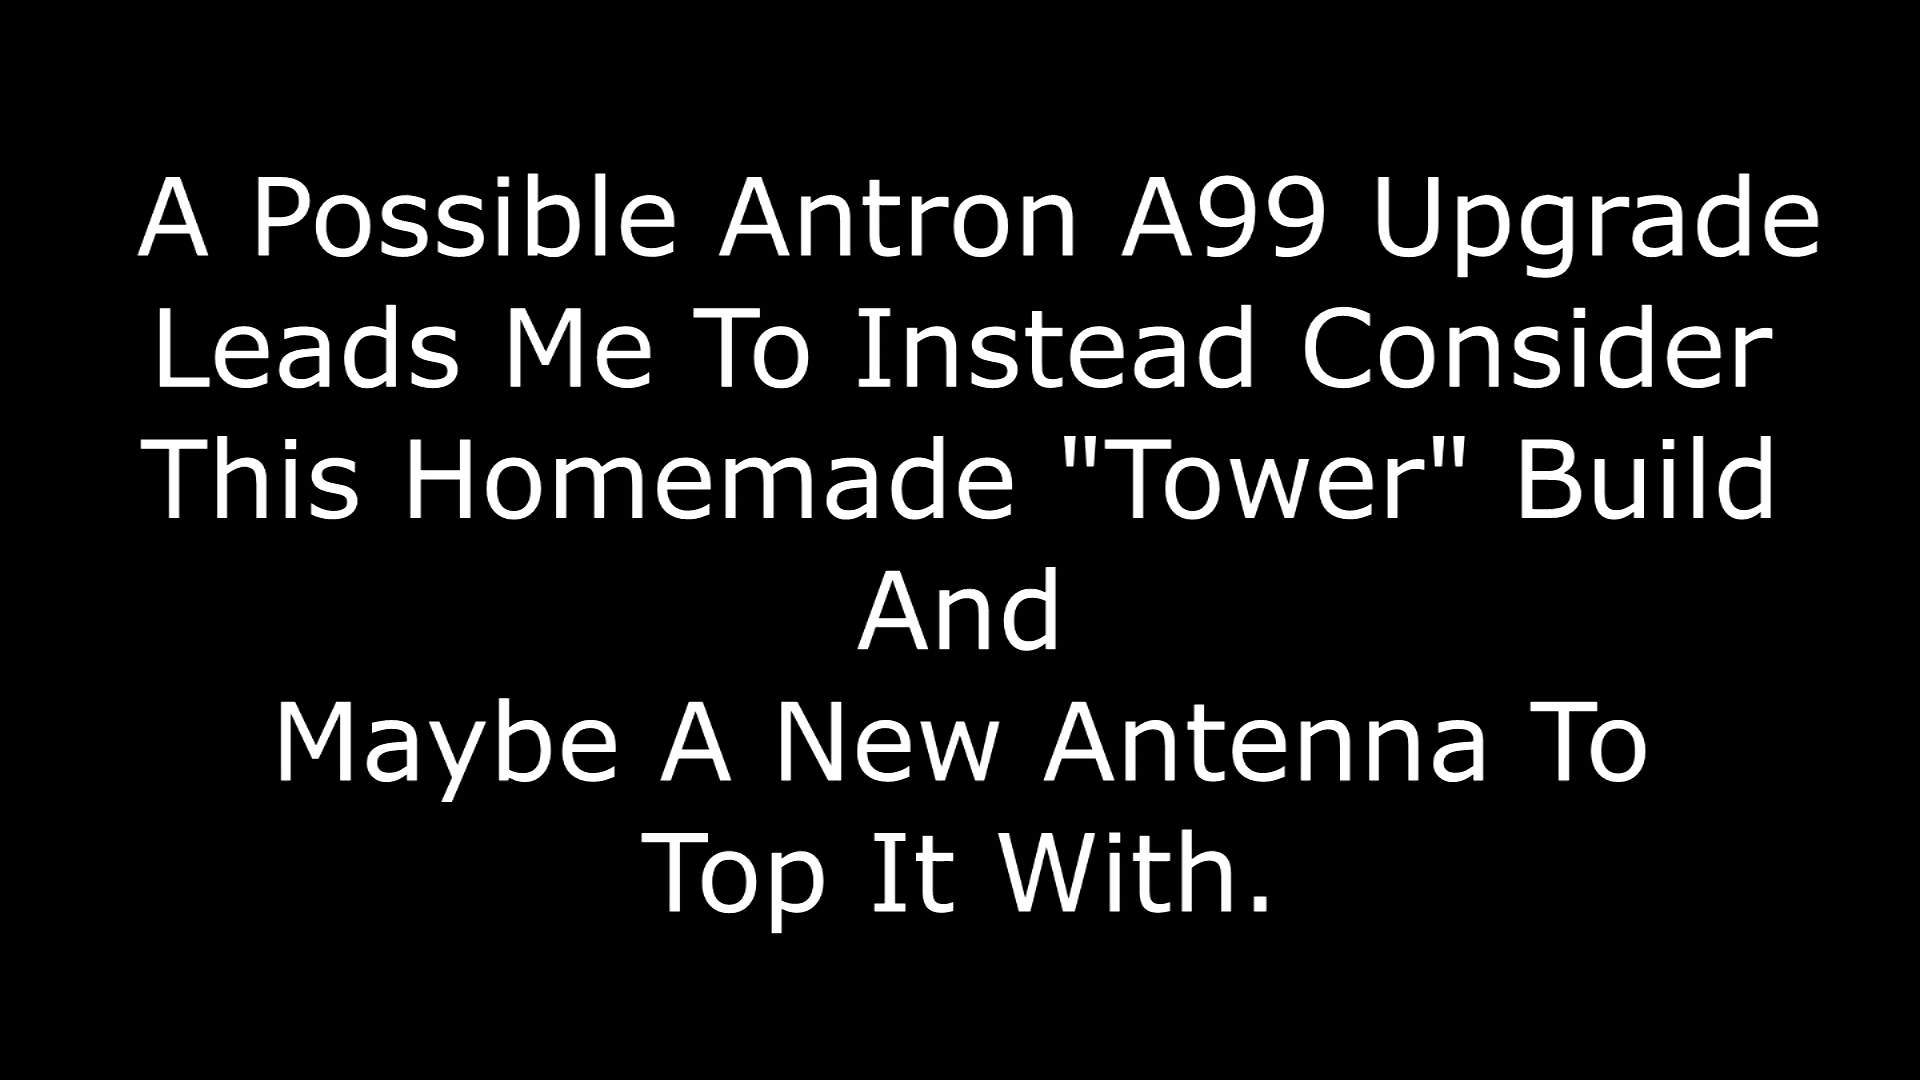 A Possible Antron A99 Upgrade
Leads Me To Instead Consider
This Homemade "Tower" Build
And
Maybe A New Antenna To
Top It With.